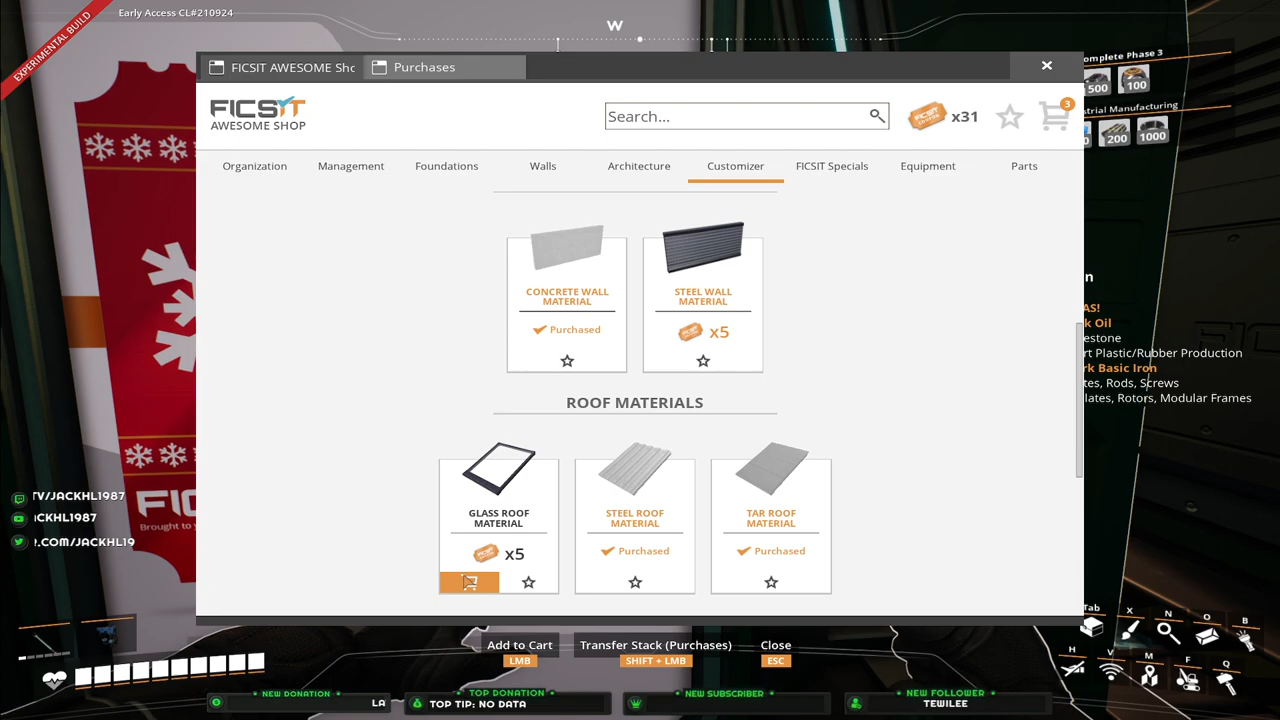 Early Access CL#210924
EXPERIMENTAL BUILD
W
FICSIT AWESOME Shc
Purchases
FICSIT
AWESOME SHOP
Search...
x31
3
Organization
Management
Foundations
Walls
Architecture
Customizer
FICSIT Specials
Equipment
Parts
CONCRETE WALL
MATERIAL
Purchased
STEEL WALL
MATERIAL
x5
ROOF MATERIALS
GLASS ROOF
MATERIAL
x5
STEEL ROOF
MATERIAL
Purchased
TAR ROOF
MATERIAL
Purchased
omplete Phase 3
500
100
strial Manufacturing
200
1000
n
AS!
k Oil
estone
rt Plastic/Rubber Production
rk Basic Iron
tes, Rods, Screws
lates, Rotors, Modular Frames
FIC
Brought to y
TV/JACKHL1987
ICKHL1987
?.COM/JACKHL19
Add to Cart
LMB
Transfer Stack (Purchases)
SHIFT + LMB
Close
ESC
Tab
X
N
O
B
H
V
M
F
Q
NEW DONATION
LA
TOP DONATION
TOP TIP: NO DATA
NEW SUBSCRIBER
NEW FOLLOWER
TEWILEE